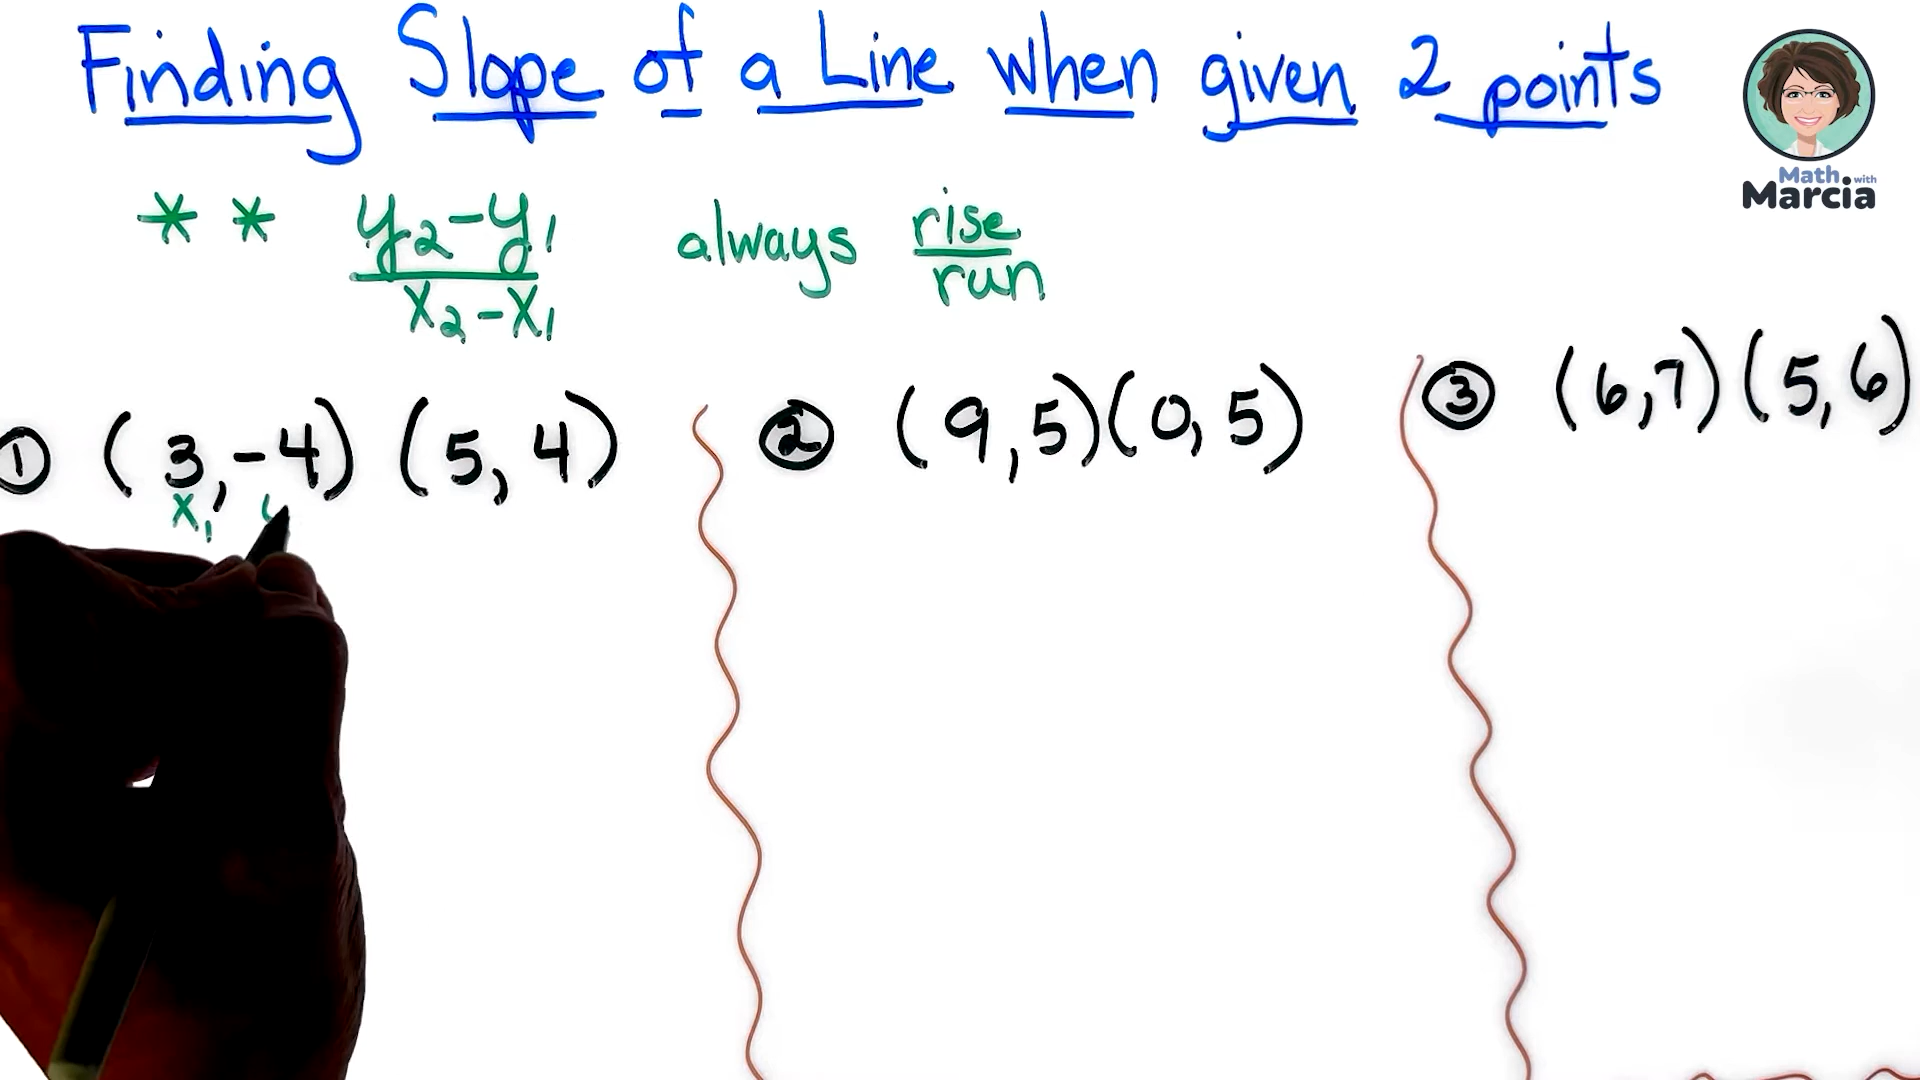 Finding Slope of a Line when given 2 points
Math with
Marcia
** y₂-y₁ always rise
x₂-x₁ run
① (3,-4) (5,4)
② (9,5)(0,5)
③ (6,7)(5,6)
x₁